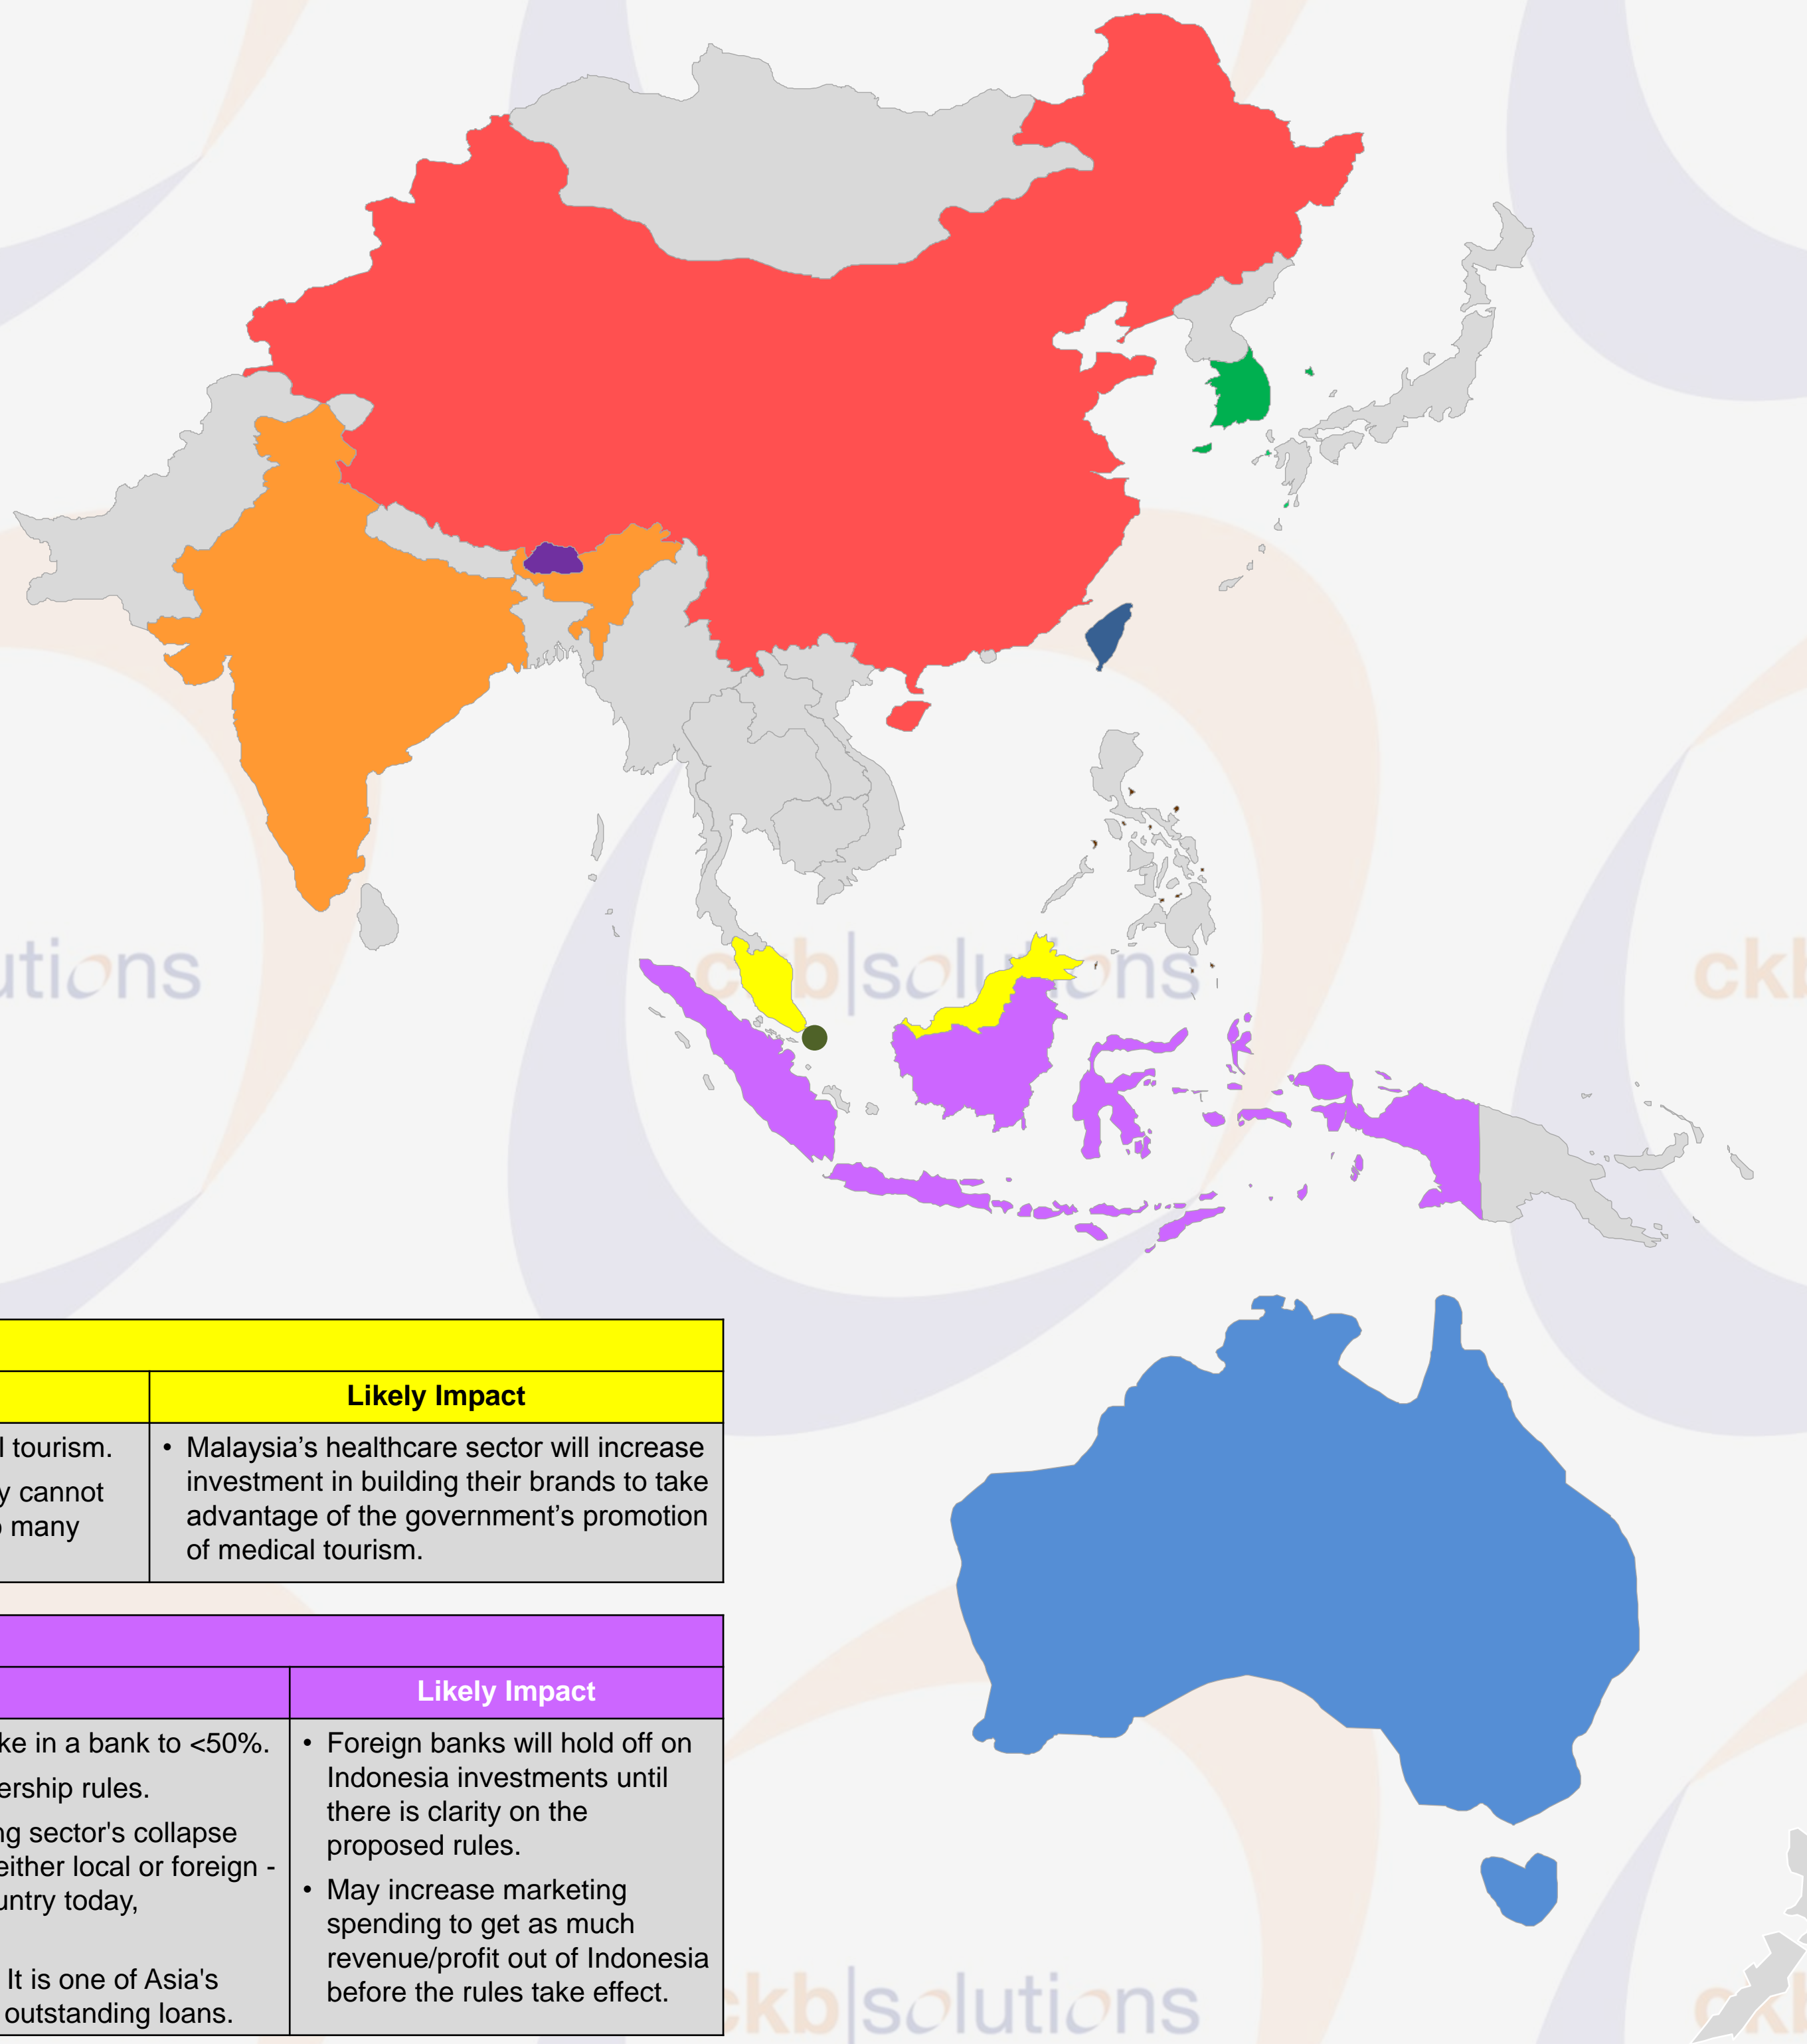 utions
ckb|solutions
ckb
Likely Impact
l tourism.
y cannot
o many
• Malaysia’s healthcare sector will increase
investment in building their brands to take
advantage of the government’s promotion
of medical tourism.
Likely Impact
ke in a bank to <50%.
ership rules.
ng sector's collapse
either local or foreign -
untry today,
It is one of Asia's
outstanding loans.
• Foreign banks will hold off on
Indonesia investments until
there is clarity on the
proposed rules.
• May increase marketing
spending to get as much
revenue/profit out of Indonesia
before the rules take effect.
ckb|solutions
ckb